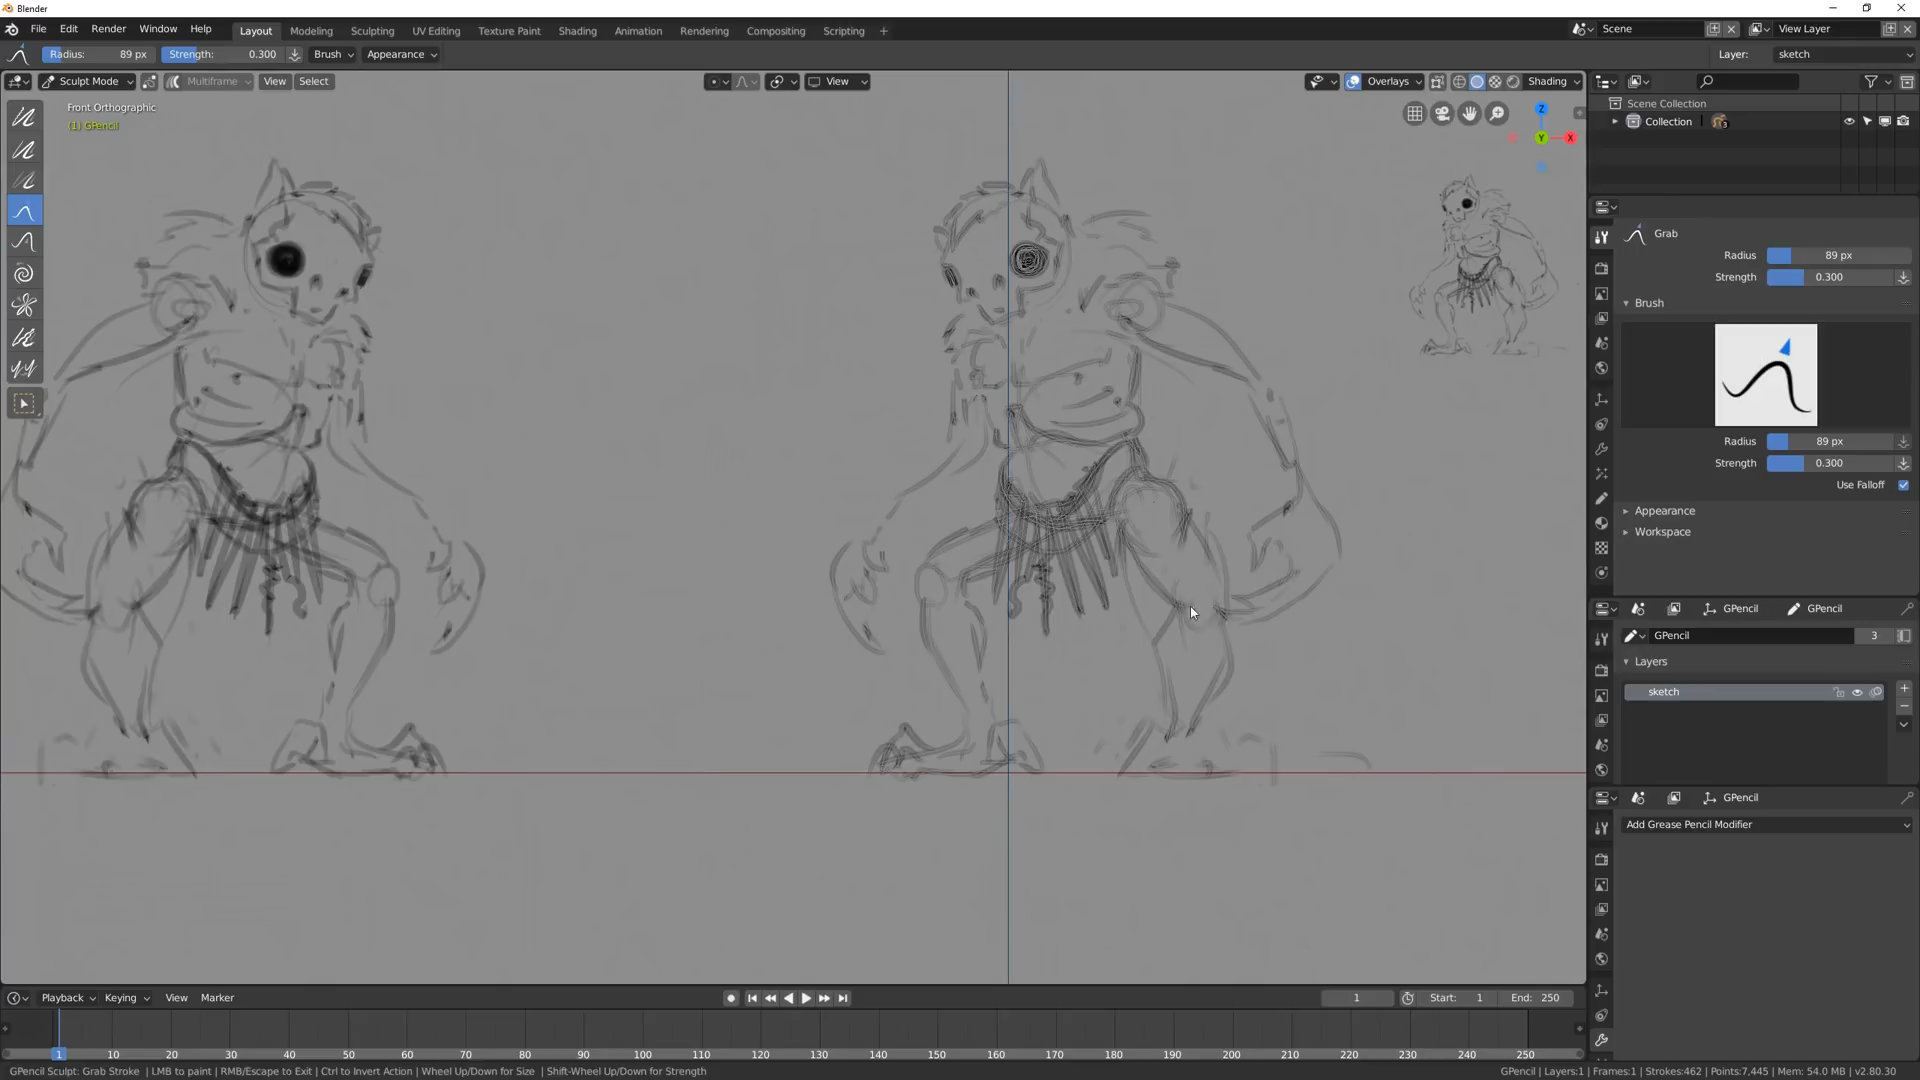 Blender
File Edit Render Window Help Layout Modeling Sculpting UV Editing Texture Paint Shading Animation Rendering Compositing Scripting + Scene View Layer
Radius: 89 px Strength: 0.300 Brush Appearance Layer: sketch
Sculpt Mode Multiframe View Select View Overlays Shading
Front Orthographic
(1) GPencil
Z
Y X
Scene Collection
Collection 3
Grab
Radius 89 px
Strength 0.300
Brush
Radius 89 px
Strength 0.300
Use Falloff
Appearance
Workspace
GPencil GPencil
GPencil 3
Layers
sketch
GPencil
Add Grease Pencil Modifier
Playback Keying View Marker 1 Start: 1 End: 250
1 10 20 30 40 50 60 70 80 90 100 110 120 130 140 150 160 170 180 190 200 210 220 230 240 250
GPencil Sculpt: Grab Stroke | LMB to paint | RMB/Escape to Exit | Ctrl to Invert Action | Wheel Up/Down for Size | Shift-Wheel Up/Down for Strength GPencil | Layers:1 | Frames:1 | Strokes:462 | Points:7,445 | Mem: 54.0 MB | v2.80.30